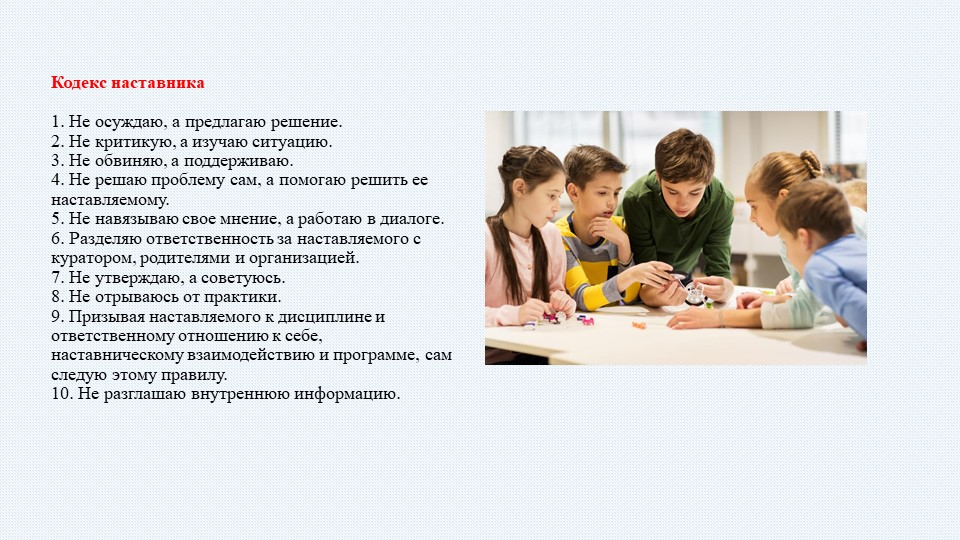 Кодекс наставника
1. Не осуждаю, а предлагаю решение.
2. Не критикую, а изучаю ситуацию.
3. Не обвиняю, а поддерживаю.
4. Не решаю проблему сам, а помогаю решить ее
наставляемому.
5. Не навязываю свое мнение, а работаю в диалоге.
6. Разделяю ответственность за наставляемого с
куратором, родителями и организацией.
7. Не утверждаю, а советуюсь.
8. Не отрываюсь от практики.
9. Призывая наставляемого к дисциплине и
ответственному отношению к себе,
наставническому взаимодействию и программе, сам
следую этому правилу.
10. Не разглашаю внутреннюю информацию.